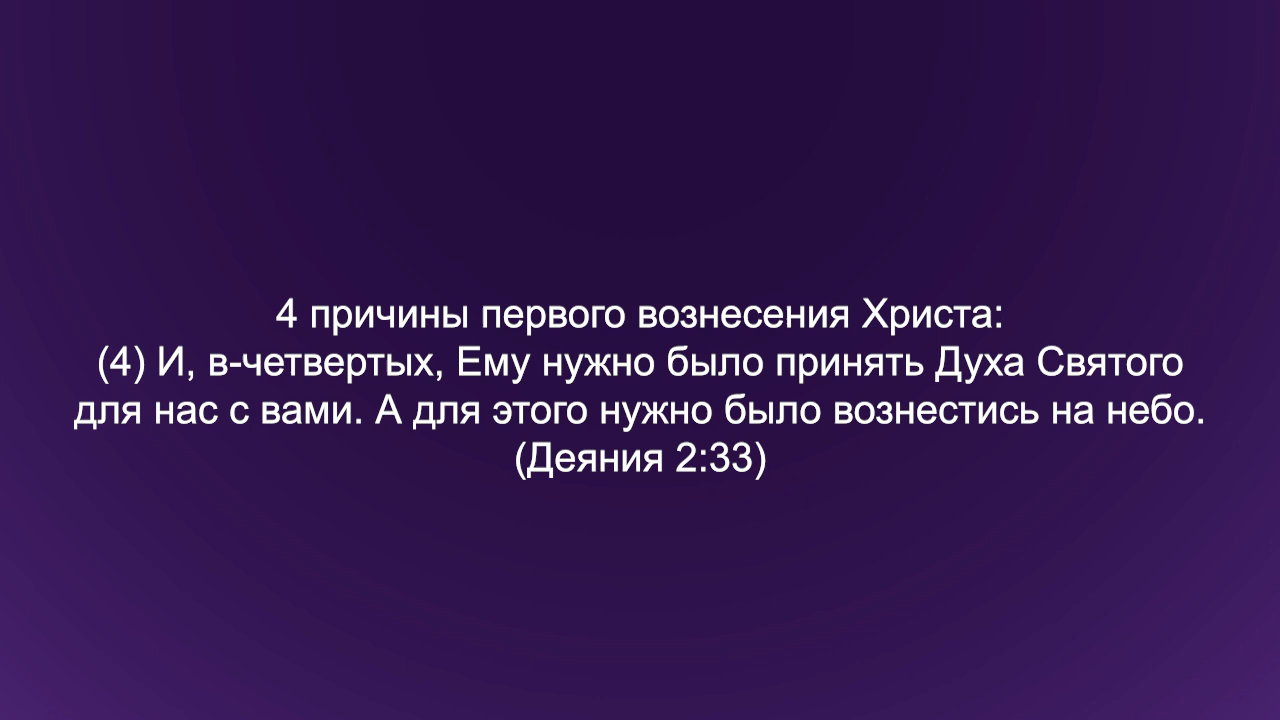 4 причины первого вознесения Христа:
(4) И, в-четвертых, Ему нужно было принять Духа Святого
для нас с вами. А для этого нужно было вознестись на небо.
(Деяния 2:33)